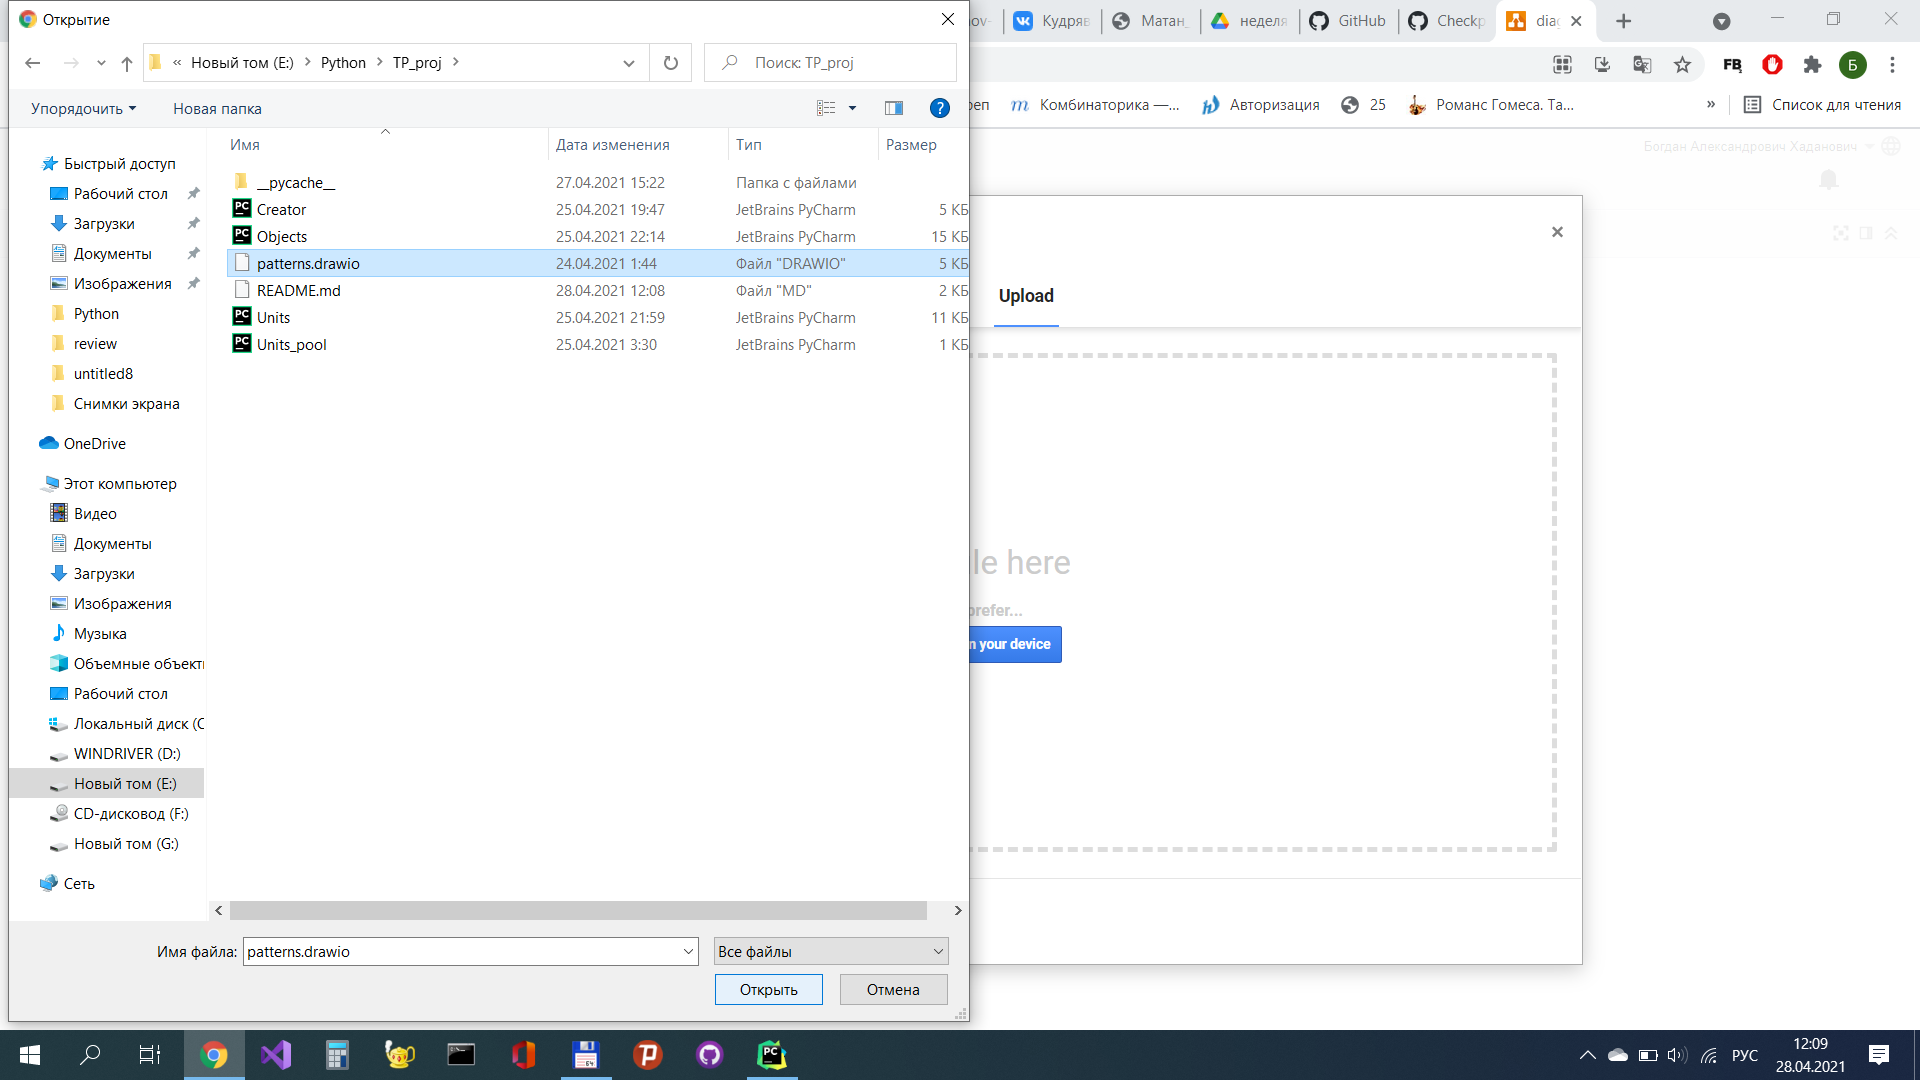 Открытие
« Новый том (E:) > Python > TP_proj >
Поиск: TP_proj
Упорядочить
Новая папка
Имя
Дата изменения
Тип
Размер
Быстрый доступ
Рабочий стол
Загрузки
Документы
Изображения
Python
review
untitled8
Снимки экрана
OneDrive
Этот компьютер
Видео
Документы
Загрузки
Изображения
Музыка
Объемные объект
Рабочий стол
Локальный диск (C
WINDRIVER (D:)
Новый том (E:)
CD-дисковод (F:)
Новый том (G:)
Сеть
__pycache__ 27.04.2021 15:22 Папка с файлами
Creator 25.04.2021 19:47 JetBrains PyCharm 5 КБ
Objects 25.04.2021 22:14 JetBrains PyCharm 15 КБ
patterns.drawio 24.04.2021 1:44 Файл "DRAWIO" 5 КБ
README.md 28.04.2021 12:08 Файл "MD" 2 КБ
Units 25.04.2021 21:59 JetBrains PyCharm 11 КБ
Units_pool 25.04.2021 3:30 JetBrains PyCharm 1 КБ
Имя файла: patterns.drawio
Все файлы
Открыть
Отмена
nov-
Кудряв
Матан_
неделя
GitHub
Checkp
diag
FB
Б
реп
Комбинаторика —...
Авторизация
25
Романс Гомеса. Та...
»
Список для чтения
Богдан Александрович Хаданович
Upload
le here
prefer...
n your device
РУС
12:09
28.04.2021